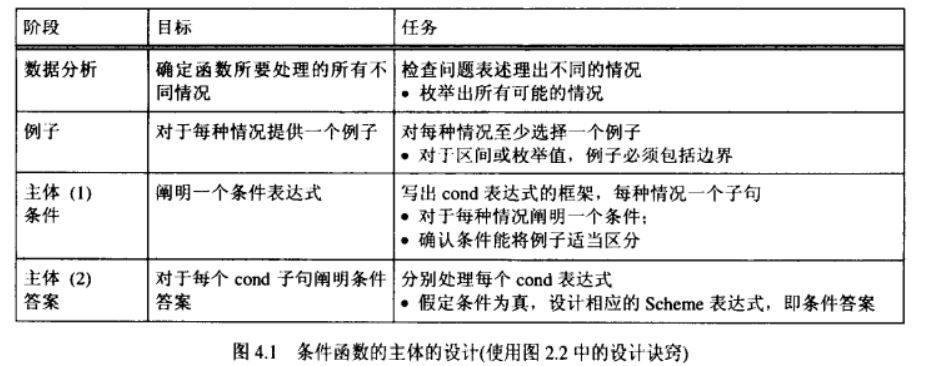 阶段 目标 任务
数据分析 确定函数所要处理的所有不 检查问题表述理出不同的情况
同情况 • 枚举出所有可能的情况
例子 对于每种情况提供一个例子 对每种情况至少选择一个例子
• 对于区间或枚举值，例子必须包括边界
主体 (1) 阐明一个条件表达式 写出 cond 表达式的框架，每种情况一个子句
条件 • 对于每种情况阐明一个条件；
• 确认条件能将例子适当区分
主体 (2) 对于每个 cond 子句阐明条件 分别处理每个 cond 表达式
答案 答案 • 假定条件为真，设计相应的 Scheme 表达式，即条件答案
图 4.1 条件函数的主体的设计(使用图 2.2 中的设计诀窍)